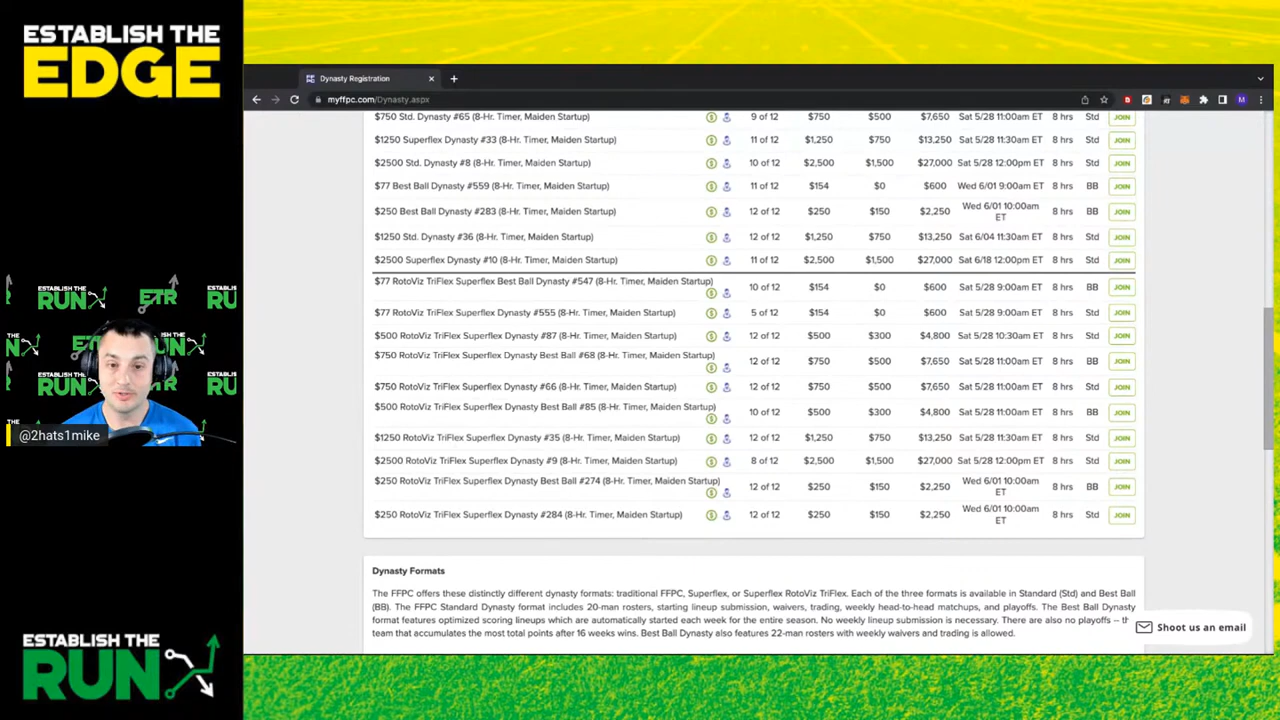 ESTABLISH THE
EDGE
Dynasty Registration
myffpc.com/Dynasty.aspx
M
$750 Std. Dynasty #65 (8-Hr. Timer, Maiden Startup) 9 of 12 $750 $500 $7,650 Sat 5/28 11:00am ET 8 hrs Std JOIN
$1250 Superflex Dynasty #33 (8-Hr. Timer, Maiden Startup) 11 of 12 $1,250 $750 $13,250 Sat 5/28 11:30am ET 8 hrs Std JOIN
$2500 Std. Dynasty #8 (8-Hr. Timer, Maiden Startup) 10 of 12 $2,500 $1,500 $27,000 Sat 5/28 12:00pm ET 8 hrs Std JOIN
$77 Best Ball Dynasty #559 (8-Hr. Timer, Maiden Startup) 11 of 12 $154 $0 $600 Wed 6/01 9:00am ET 8 hrs BB JOIN
$250 Best Ball Dynasty #283 (8-Hr. Timer, Maiden Startup) 12 of 12 $250 $150 $2,250 Wed 6/01 10:00am ET 8 hrs BB JOIN
$1250 Std. Dynasty #36 (8-Hr. Timer, Maiden Startup) 12 of 12 $1,250 $750 $13,250 Sat 6/04 11:30am ET 8 hrs Std JOIN
$2500 Superflex Dynasty #10 (8-Hr. Timer, Maiden Startup) 11 of 12 $2,500 $1,500 $27,000 Sat 6/18 12:00pm ET 8 hrs Std JOIN
$77 RotoViz TriFlex Superflex Best Ball Dynasty #547 (8-Hr. Timer, Maiden Startup) 10 of 12 $154 $0 $600 Sat 5/28 9:00am ET 8 hrs BB JOIN
$77 RotoViz TriFlex Superflex Dynasty #555 (8-Hr. Timer, Maiden Startup) 5 of 12 $154 $0 $600 Sat 5/28 9:00am ET 8 hrs Std JOIN
$500 RotoViz TriFlex Superflex Dynasty #87 (8-Hr. Timer, Maiden Startup) 12 of 12 $500 $300 $4,800 Sat 5/28 10:30am ET 8 hrs Std JOIN
$750 RotoViz TriFlex Superflex Dynasty Best Ball #68 (8-Hr. Timer, Maiden Startup) 12 of 12 $750 $500 $7,650 Sat 5/28 11:00am ET 8 hrs BB JOIN
$750 RotoViz TriFlex Superflex Dynasty #66 (8-Hr. Timer, Maiden Startup) 12 of 12 $750 $500 $7,650 Sat 5/28 11:00am ET 8 hrs Std JOIN
$500 RotoViz TriFlex Superflex Dynasty Best Ball #85 (8-Hr. Timer, Maiden Startup) 10 of 12 $500 $300 $4,800 Sat 5/28 11:00am ET 8 hrs BB JOIN
$1250 RotoViz TriFlex Superflex Dynasty #35 (8-Hr. Timer, Maiden Startup) 12 of 12 $1,250 $750 $13,250 Sat 5/28 11:30am ET 8 hrs Std JOIN
$2500 RotoViz TriFlex Superflex Dynasty #9 (8-Hr. Timer, Maiden Startup) 8 of 12 $2,500 $1,500 $27,000 Sat 5/28 12:00pm ET 8 hrs Std JOIN
$250 RotoViz TriFlex Superflex Dynasty Best Ball #274 (8-Hr. Timer, Maiden Startup) 12 of 12 $250 $150 $2,250 Wed 6/01 10:00am ET 8 hrs BB JOIN
$250 RotoViz TriFlex Superflex Dynasty #284 (8-Hr. Timer, Maiden Startup) 12 of 12 $250 $150 $2,250 Wed 6/01 10:00am ET 8 hrs Std JOIN
Dynasty Formats
The FFPC offers these distinctly different dynasty formats: traditional FFPC, Superflex, or Superflex RotoViz TriFlex. Each of the three formats is available in Standard (Std) and Best Ball
(BB). The FFPC Standard Dynasty format includes 20-man rosters, starting lineup submission, waivers, trading, weekly head-to-head matchups, and playoffs. The Best Ball Dynasty
format features optimized scoring lineups which are automatically started each week for the entire season. No weekly lineup submission is necessary. There are also no playoffs -- th
team that accumulates the most total points after 16 weeks wins. Best Ball Dynasty also features 22-man rosters with weekly waivers and trading is allowed.
Shoot us an email
ESTABLISH THE
RUN
ETR
ESTABLISH THE
RUN
@2hats1mike
ESTABLISH THE
RUN